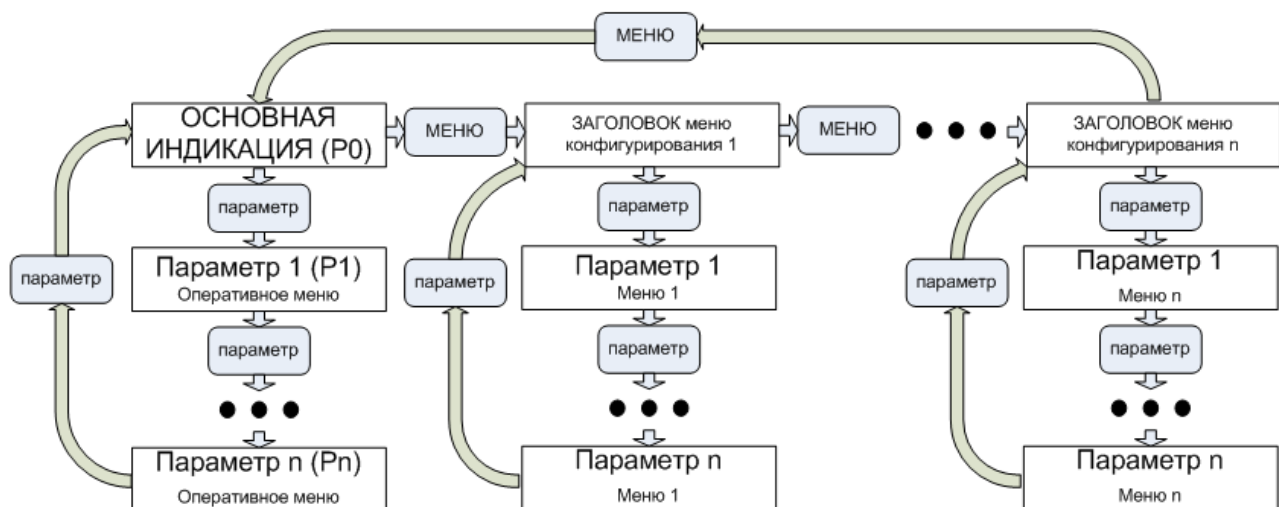 МЕНЮ
ОСНОВНАЯ
ИНДИКАЦИЯ (P0)
МЕНЮ
ЗАГОЛОВОК меню
конфигурирования 1
МЕНЮ
ЗАГОЛОВОК меню
конфигурирования n
параметр
параметр
параметр
параметр
Параметр 1 (P1)
Оперативное меню
параметр
Параметр 1
Меню 1
параметр
Параметр 1
Меню n
параметр
параметр
параметр
Параметр n (Pn)
Оперативное меню
Параметр n
Меню 1
Параметр n
Меню n